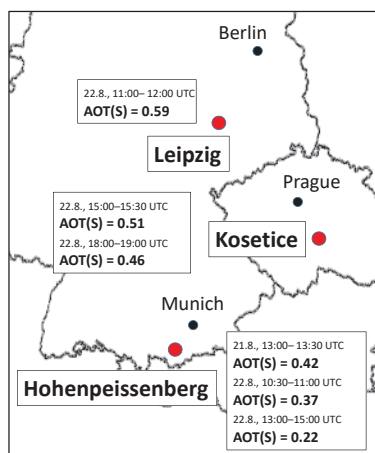 Berlin
22.8., 11:00– 12:00 UTC
AOT(S) = 0.59
Leipzig
Prague
22.8., 15:00–15:30 UTC
AOT(S) = 0.51
22.8., 18:00–19:00 UTC
AOT(S) = 0.46
Kosetice
Munich
21.8., 13:00– 13:30 UTC
AOT(S) = 0.42
22.8., 10:30–11:00 UTC
AOT(S) = 0.37
22.8., 13:00–15:00 UTC
AOT(S) = 0.22
Hohenpeissenberg